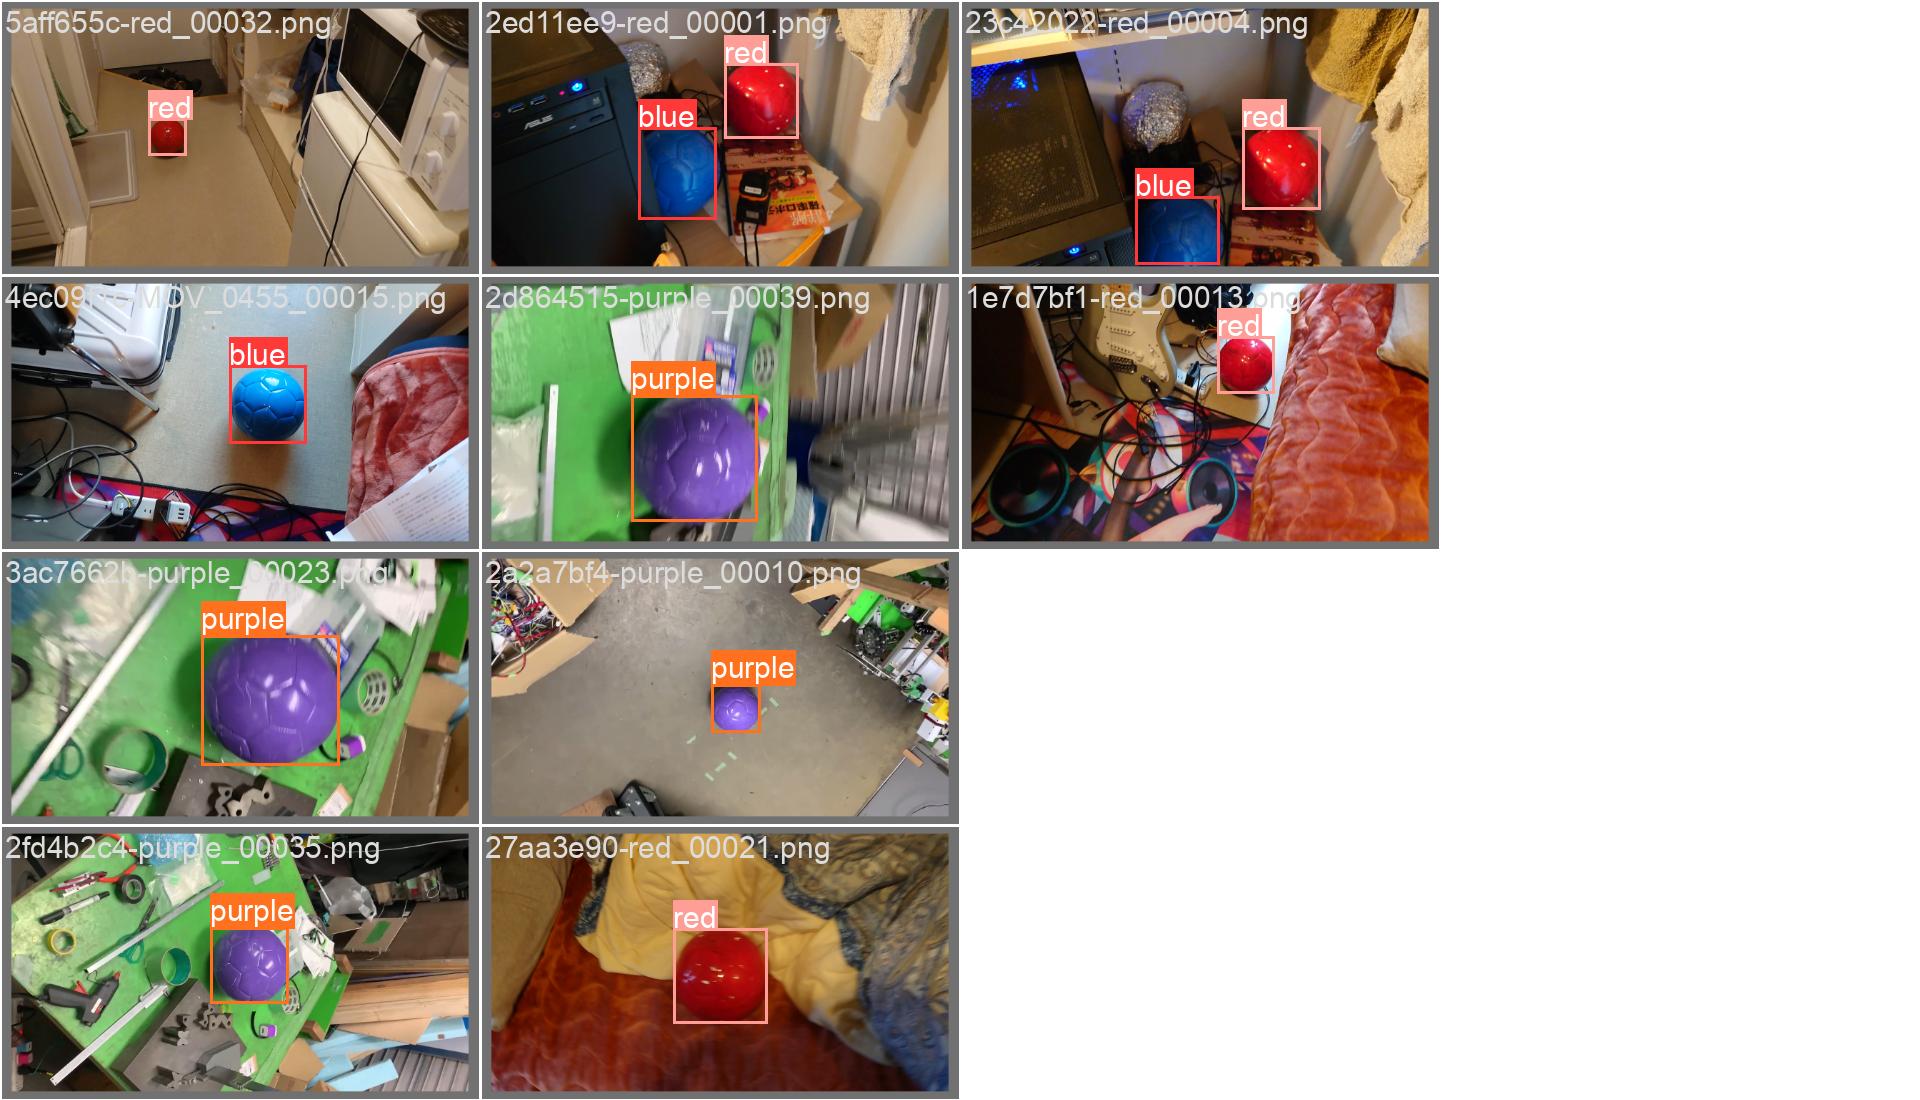 5aff655c-red_00032.png
red
2ed11ee9-red_00001.png
red
blue
ASUS
23c42022-red_00004.png
red
blue
MOV_0455_00015.png
blue
2d864515-purple_00039.png
purple
1e7d7bf1-red_00013.png
red
3ac7662b-purple_00023.png
purple
2a2a7bf4-purple_00010.png
purple
2fd4b2c4-purple_00035.png
purple
27aa3e90-red_00021.png
red